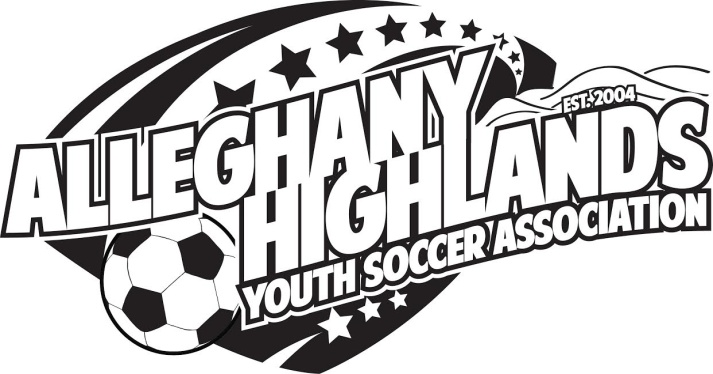 ALLEGHANY
HIGHLANDS
EST. 2004
YOUTH SOCCER ASSOCIATION